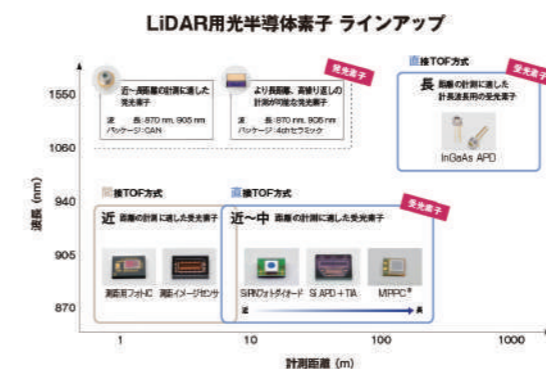 LiDAR用光半導体素子 ラインアップ
発光素子
近～長距離の計測に適した
発光素子
波　長：870 nm, 905 nm
パッケージ：CAN
より長距離、高繰り返しの
計測が可能な発光素子
波　長：870 nm, 905 nm
パッケージ：4chセラミック
直接TOF方式
受光素子
長 距離の計測に適した
計長波長用の受光素子
InGaAs APD
間接TOF方式
近 距離の計測に適した受光素子
測距用フォトIC
測距イメージセンサ
直接TOF方式
受光素子
近～中 距離の計測に適した受光素子
Si PINフォトダイオード
Si APD + TIA
MPPC®
近
長
波長 (nm)
1550
1060
940
905
870
1
10
100
1000
計測距離 (m)